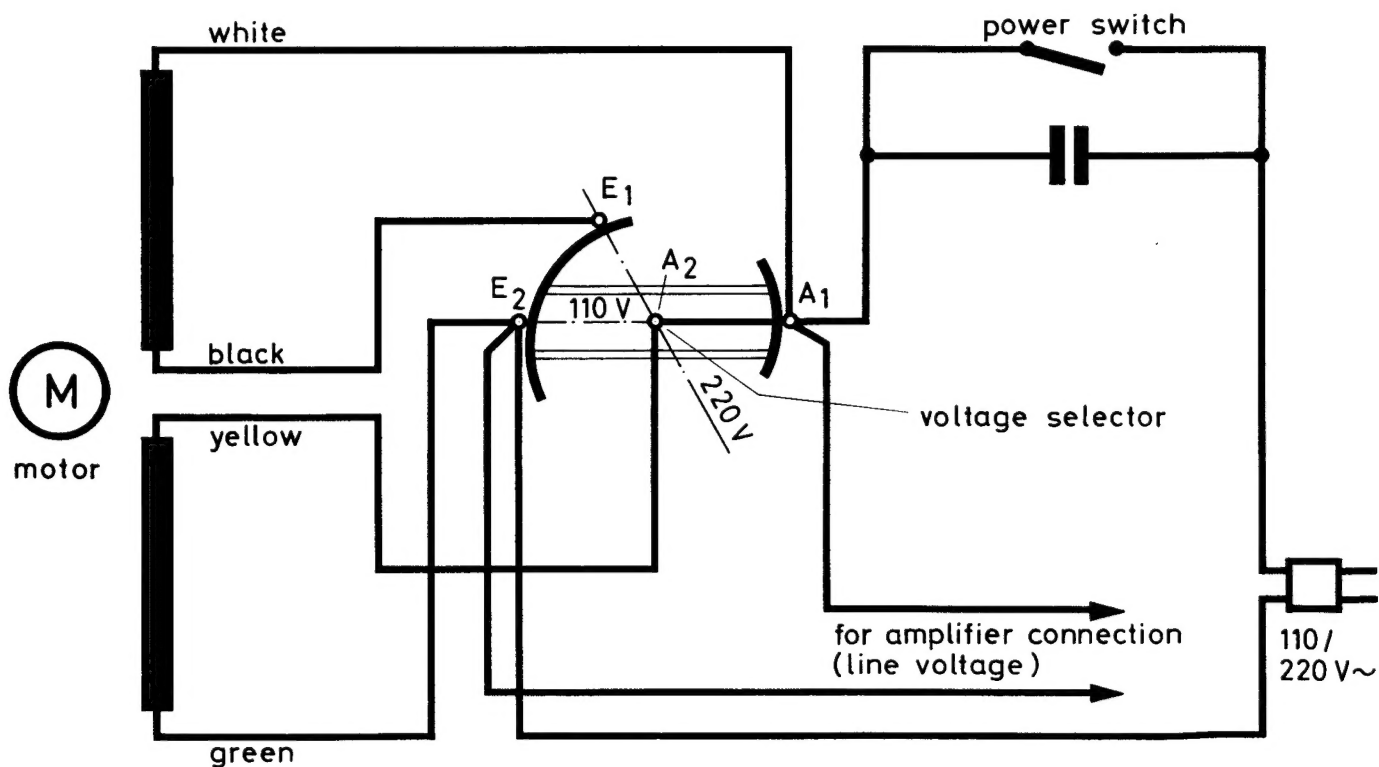 white
power switch
E1
A2
E2
110 V
A1
black
M
220 V
voltage selector
yellow
motor
for amplifier connection
(line voltage)
110/
220 V~
green